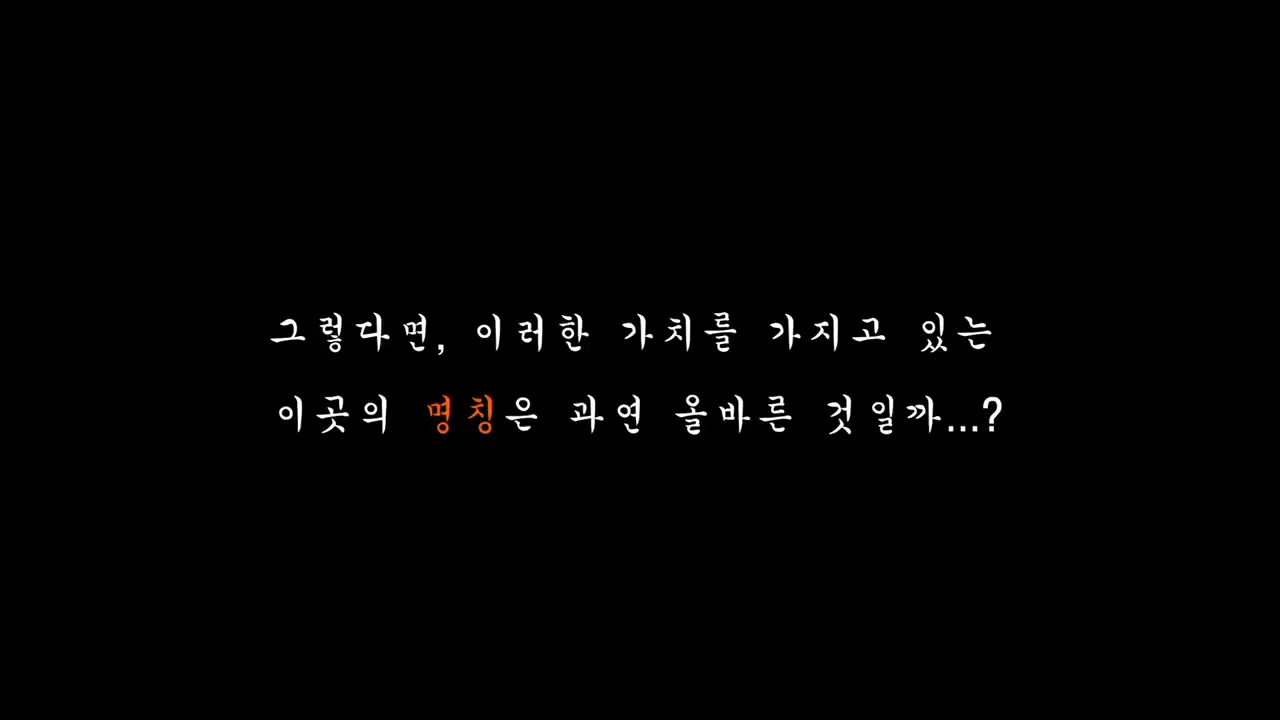 그렇다면, 이러한 가치를 가지고 있는
이곳의 명칭은 과연 올바른 것일까...?